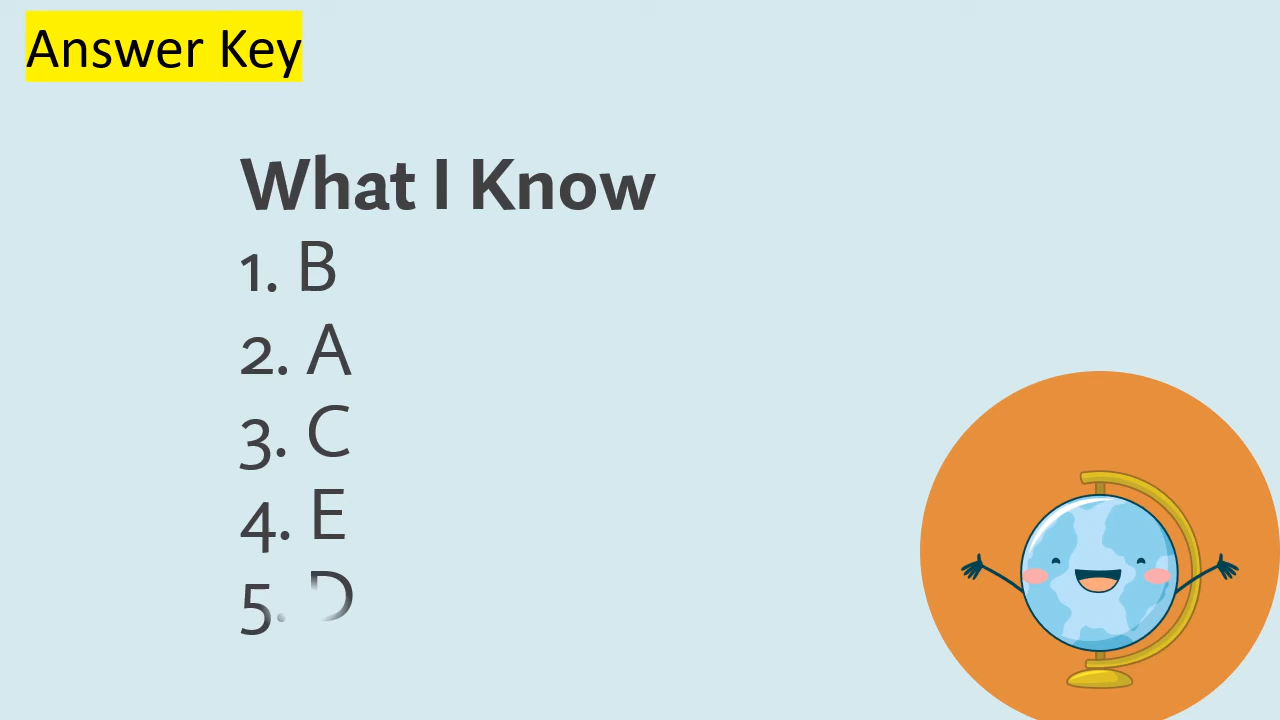 Answer Key
What I Know
1. B
2. A
3. C
4. E
5. D